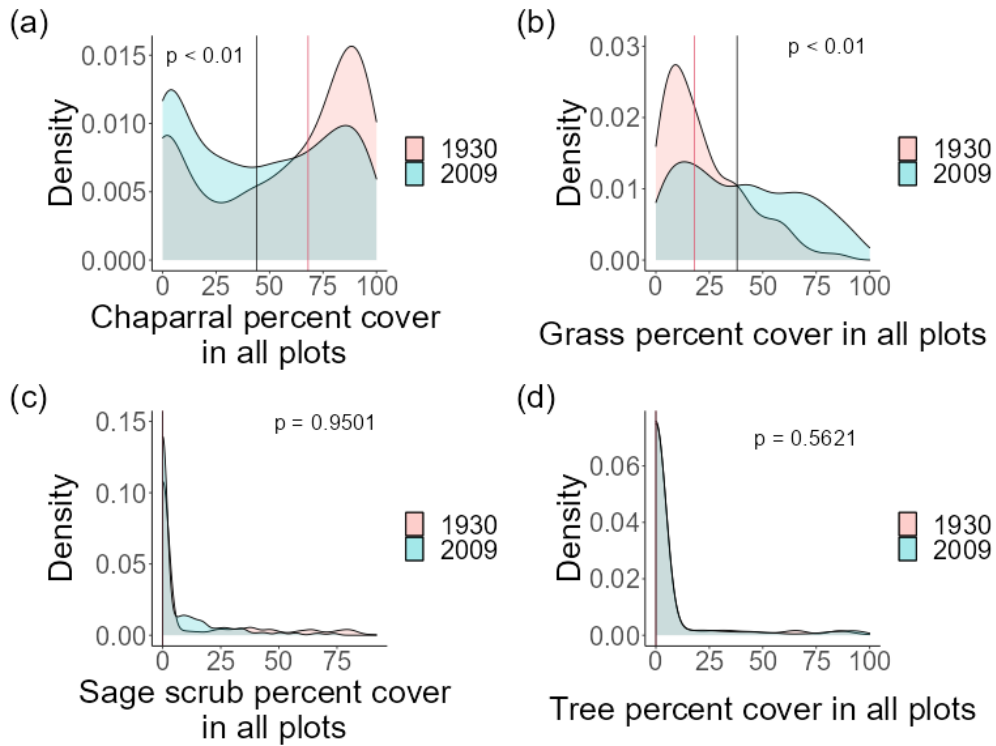 (a)
p < 0.01
Density
0.015
0.010
0.005
0.000
0 25 50 75 100
Chaparral percent cover
in all plots
1930
2009
(b)
p < 0.01
Density
0.03
0.02
0.01
0.00
0 25 50 75 100
Grass percent cover in all plots
1930
2009
(c)
p = 0.9501
Density
0.15
0.10
0.05
0.00
0 25 50 75
Sage scrub percent cover
in all plots
1930
2009
(d)
p = 0.5621
Density
0.06
0.04
0.02
0.00
0 25 50 75 100
Tree percent cover in all plots
1930
2009